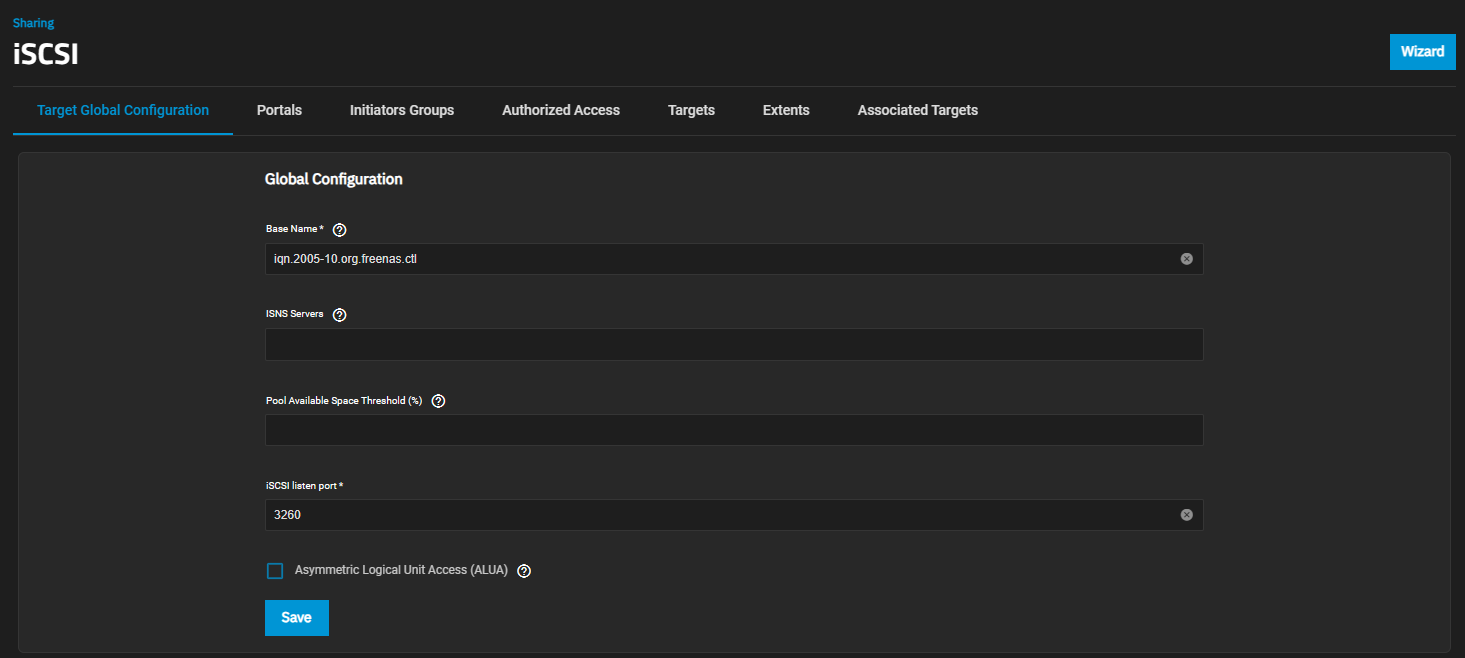 Sharing
iSCSI
Wizard
Target Global Configuration Portals Initiators Groups Authorized Access Targets Extents Associated Targets
Global Configuration
Base Name *
iqn.2005-10.org.freenas.ctl
ISNS Servers
Pool Available Space Threshold (%)
iSCSI listen port *
3260
Asymmetric Logical Unit Access (ALUA)
Save